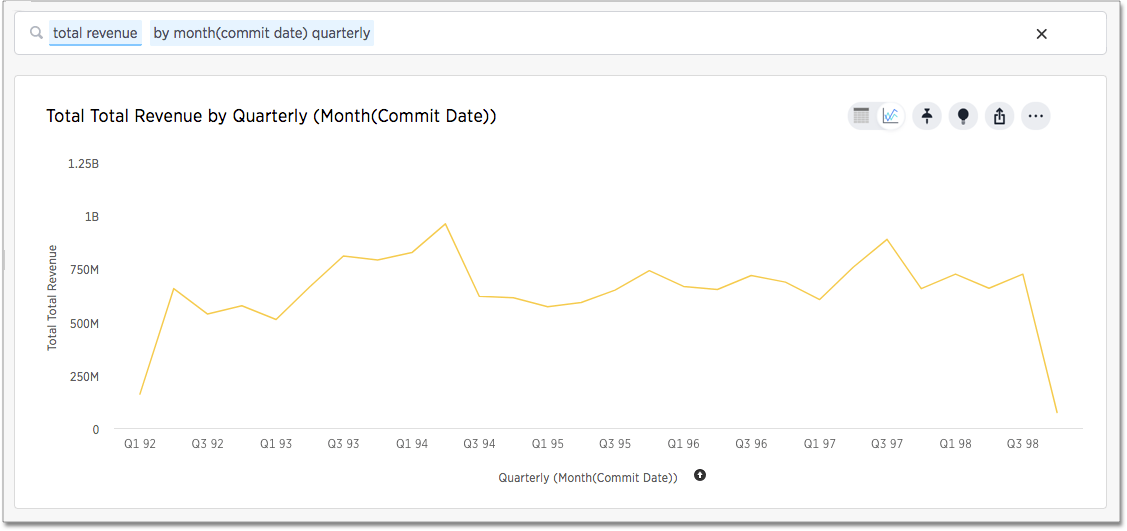 total revenue by month(commit date) quarterly
Total Total Revenue by Quarterly (Month(Commit Date))
1.25B
1B
750M
500M
250M
0
Total Total Revenue
Q1 92 Q3 92 Q1 93 Q3 93 Q1 94 Q3 94 Q1 95 Q3 95 Q1 96 Q3 96 Q1 97 Q3 97 Q1 98 Q3 98
Quarterly (Month(Commit Date))